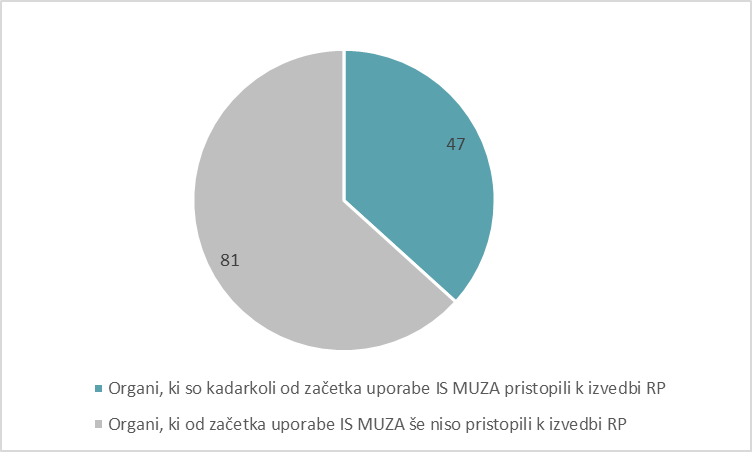 47
81
Organi, ki so kadarkoli od začetka uporabe IS MUZA pristopili k izvedbi RP
Organi, ki od začetka uporabe IS MUZA še niso pristopili k izvedbi RP